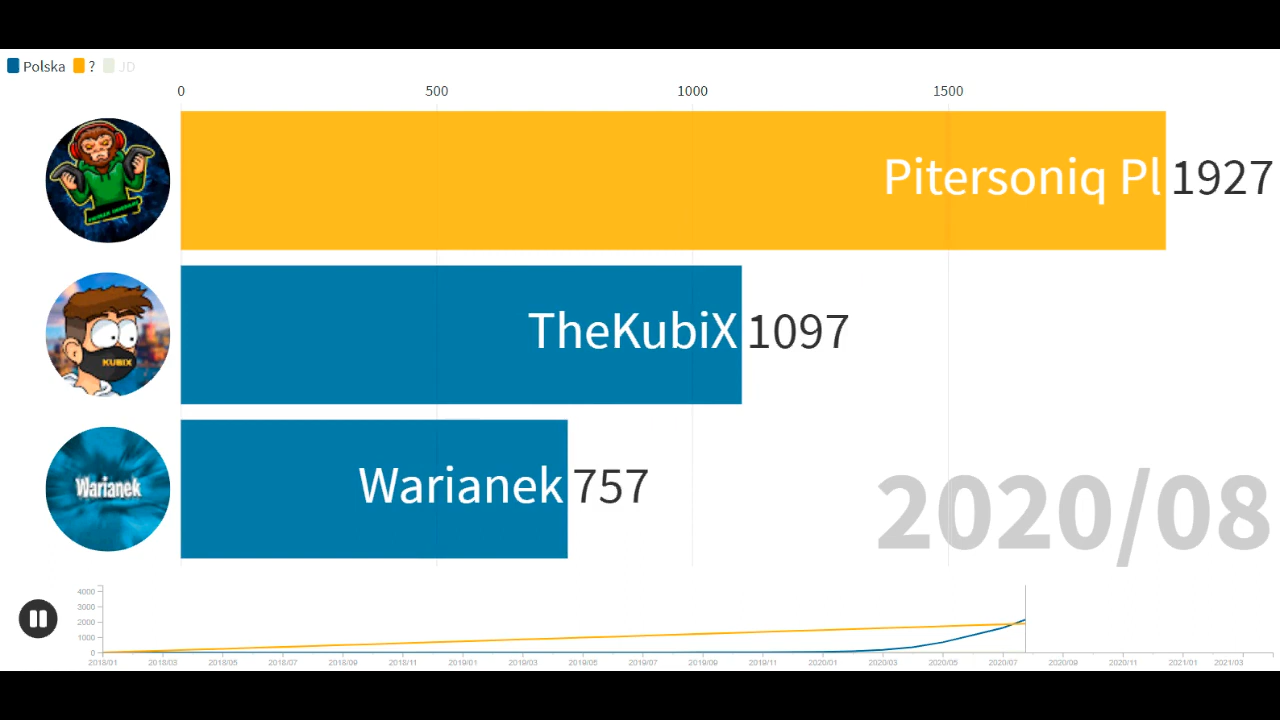 Polska ? JD
0 500 1000 1500
Pitersoniq Pl 1927
KUBIX
TheKubiX 1097
Warianek
Warianek 757
2020/08
4000
3000
2000
1000
0
2018/01 2018/03 2018/05 2018/07 2018/09 2018/11 2019/01 2019/03 2019/05 2019/07 2019/09 2019/11 2020/01 2020/03 2020/05 2020/07 2020/09 2020/11 2021/01 2021/03